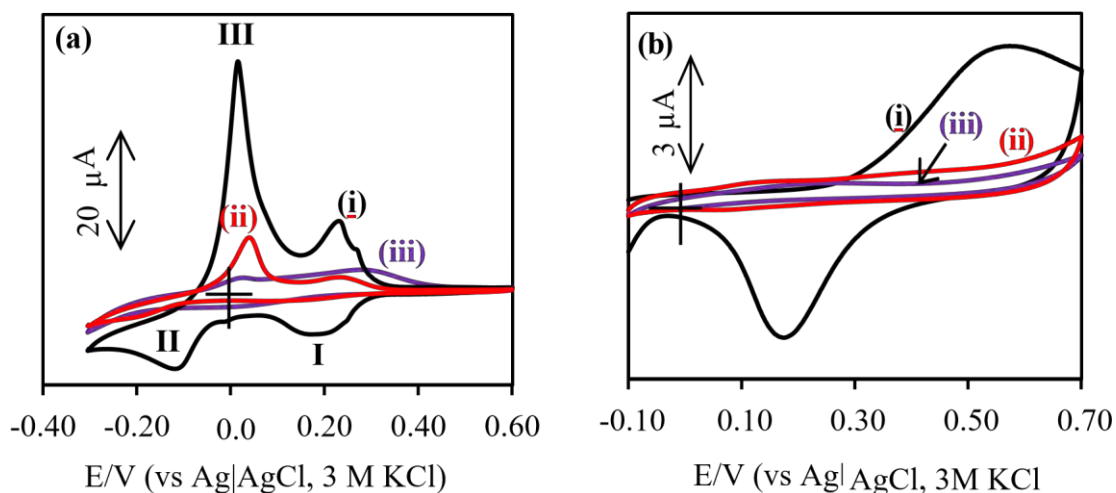 (a)
III
20 µA
(i)
(ii)
(iii)
II
I
-0.40 -0.20 0.0 0.20 0.40 0.60
E/V (vs Ag|AgCl, 3 M KCl)
(b)
3 µA
(i)
(iii)
(ii)
-0.10 0.10 0.30 0.50 0.70
E/V (vs Ag| AgCl, 3M KCl